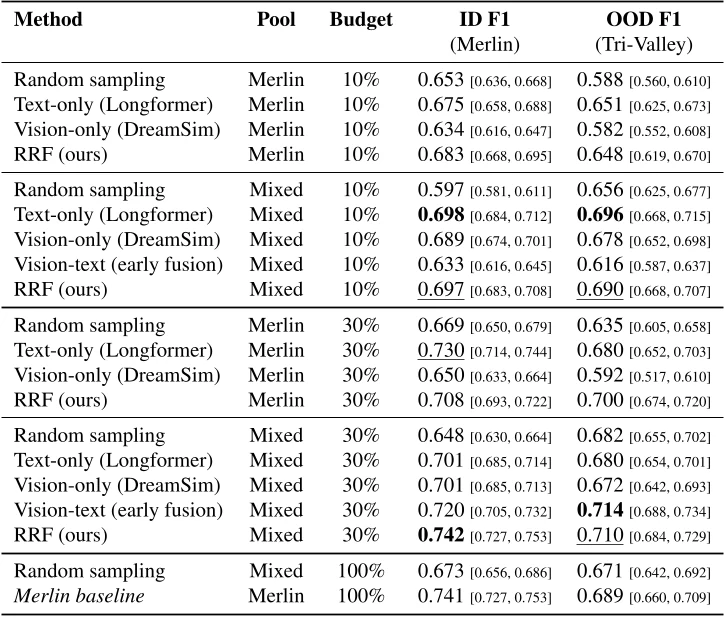 Method Pool Budget ID F1 OOD F1
(Merlin) (Tri-Valley)
Random sampling Merlin 10% 0.653 [0.636, 0.668] 0.588 [0.560, 0.610]
Text-only (Longformer) Merlin 10% 0.675 [0.658, 0.688] 0.651 [0.625, 0.673]
Vision-only (DreamSim) Merlin 10% 0.634 [0.616, 0.647] 0.582 [0.552, 0.608]
RRF (ours) Merlin 10% 0.683 [0.668, 0.695] 0.648 [0.619, 0.670]
Random sampling Mixed 10% 0.597 [0.581, 0.611] 0.656 [0.625, 0.677]
Text-only (Longformer) Mixed 10% 0.698 [0.684, 0.712] 0.696 [0.668, 0.715]
Vision-only (DreamSim) Mixed 10% 0.689 [0.674, 0.701] 0.678 [0.652, 0.698]
Vision-text (early fusion) Mixed 10% 0.633 [0.616, 0.645] 0.616 [0.587, 0.637]
RRF (ours) Mixed 10% 0.697 [0.683, 0.708] 0.690 [0.668, 0.707]
Random sampling Merlin 30% 0.669 [0.650, 0.679] 0.635 [0.605, 0.658]
Text-only (Longformer) Merlin 30% 0.730 [0.714, 0.744] 0.680 [0.652, 0.703]
Vision-only (DreamSim) Merlin 30% 0.650 [0.633, 0.664] 0.592 [0.517, 0.610]
RRF (ours) Merlin 30% 0.708 [0.693, 0.722] 0.700 [0.674, 0.720]
Random sampling Mixed 30% 0.648 [0.630, 0.664] 0.682 [0.655, 0.702]
Text-only (Longformer) Mixed 30% 0.701 [0.685, 0.714] 0.680 [0.654, 0.701]
Vision-only (DreamSim) Mixed 30% 0.701 [0.685, 0.713] 0.672 [0.642, 0.693]
Vision-text (early fusion) Mixed 30% 0.720 [0.705, 0.732] 0.714 [0.688, 0.734]
RRF (ours) Mixed 30% 0.742 [0.727, 0.753] 0.710 [0.684, 0.729]
Random sampling Mixed 100% 0.673 [0.656, 0.686] 0.671 [0.642, 0.692]
Merlin baseline Merlin 100% 0.741 [0.727, 0.753] 0.689 [0.660, 0.709]